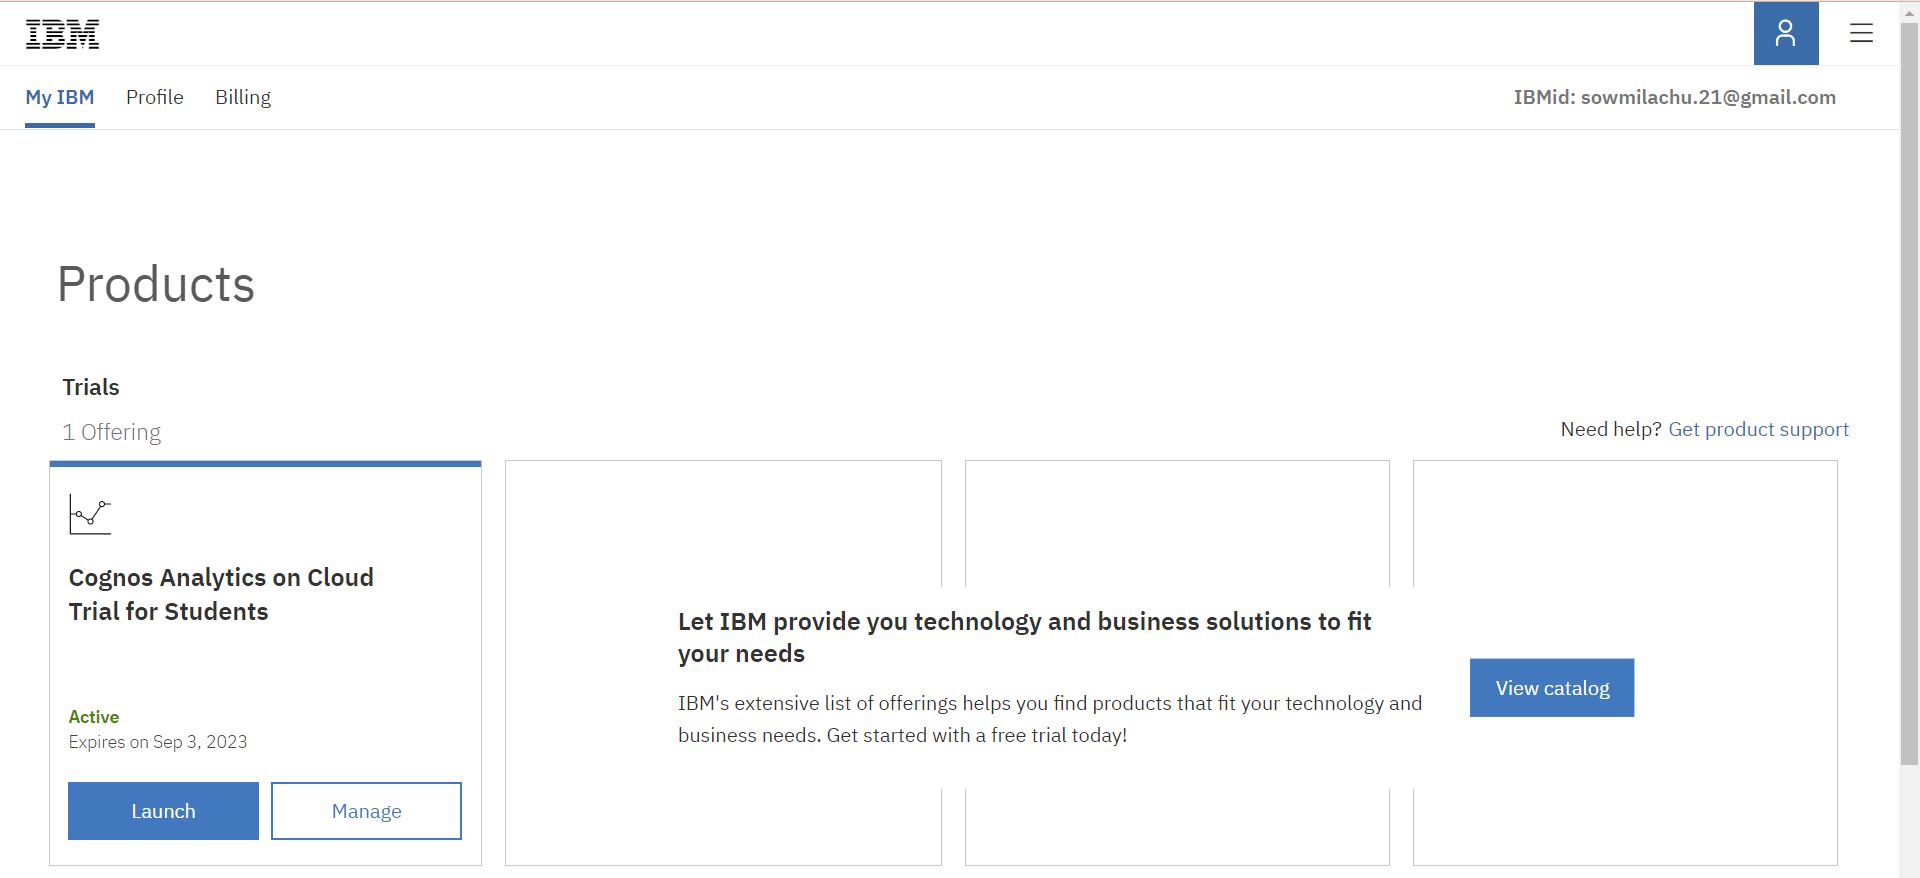 IBM
My IBM Profile Billing
IBMid: sowmilachu.21@gmail.com
Products
Trials
1 Offering
Need help? Get product support
Cognos Analytics on Cloud
Trial for Students
Active
Expires on Sep 3, 2023
Launch
Manage
Let IBM provide you technology and business solutions to fit
your needs
IBM's extensive list of offerings helps you find products that fit your technology and
business needs. Get started with a free trial today!
View catalog